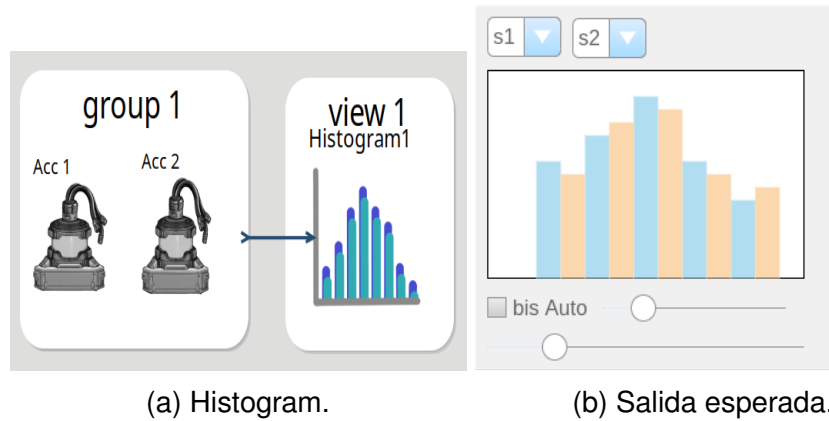 group 1
Acc 1
Acc 2
view 1
Histogram1
s1
s2
bis Auto
(a) Histogram.
(b) Salida esperada.